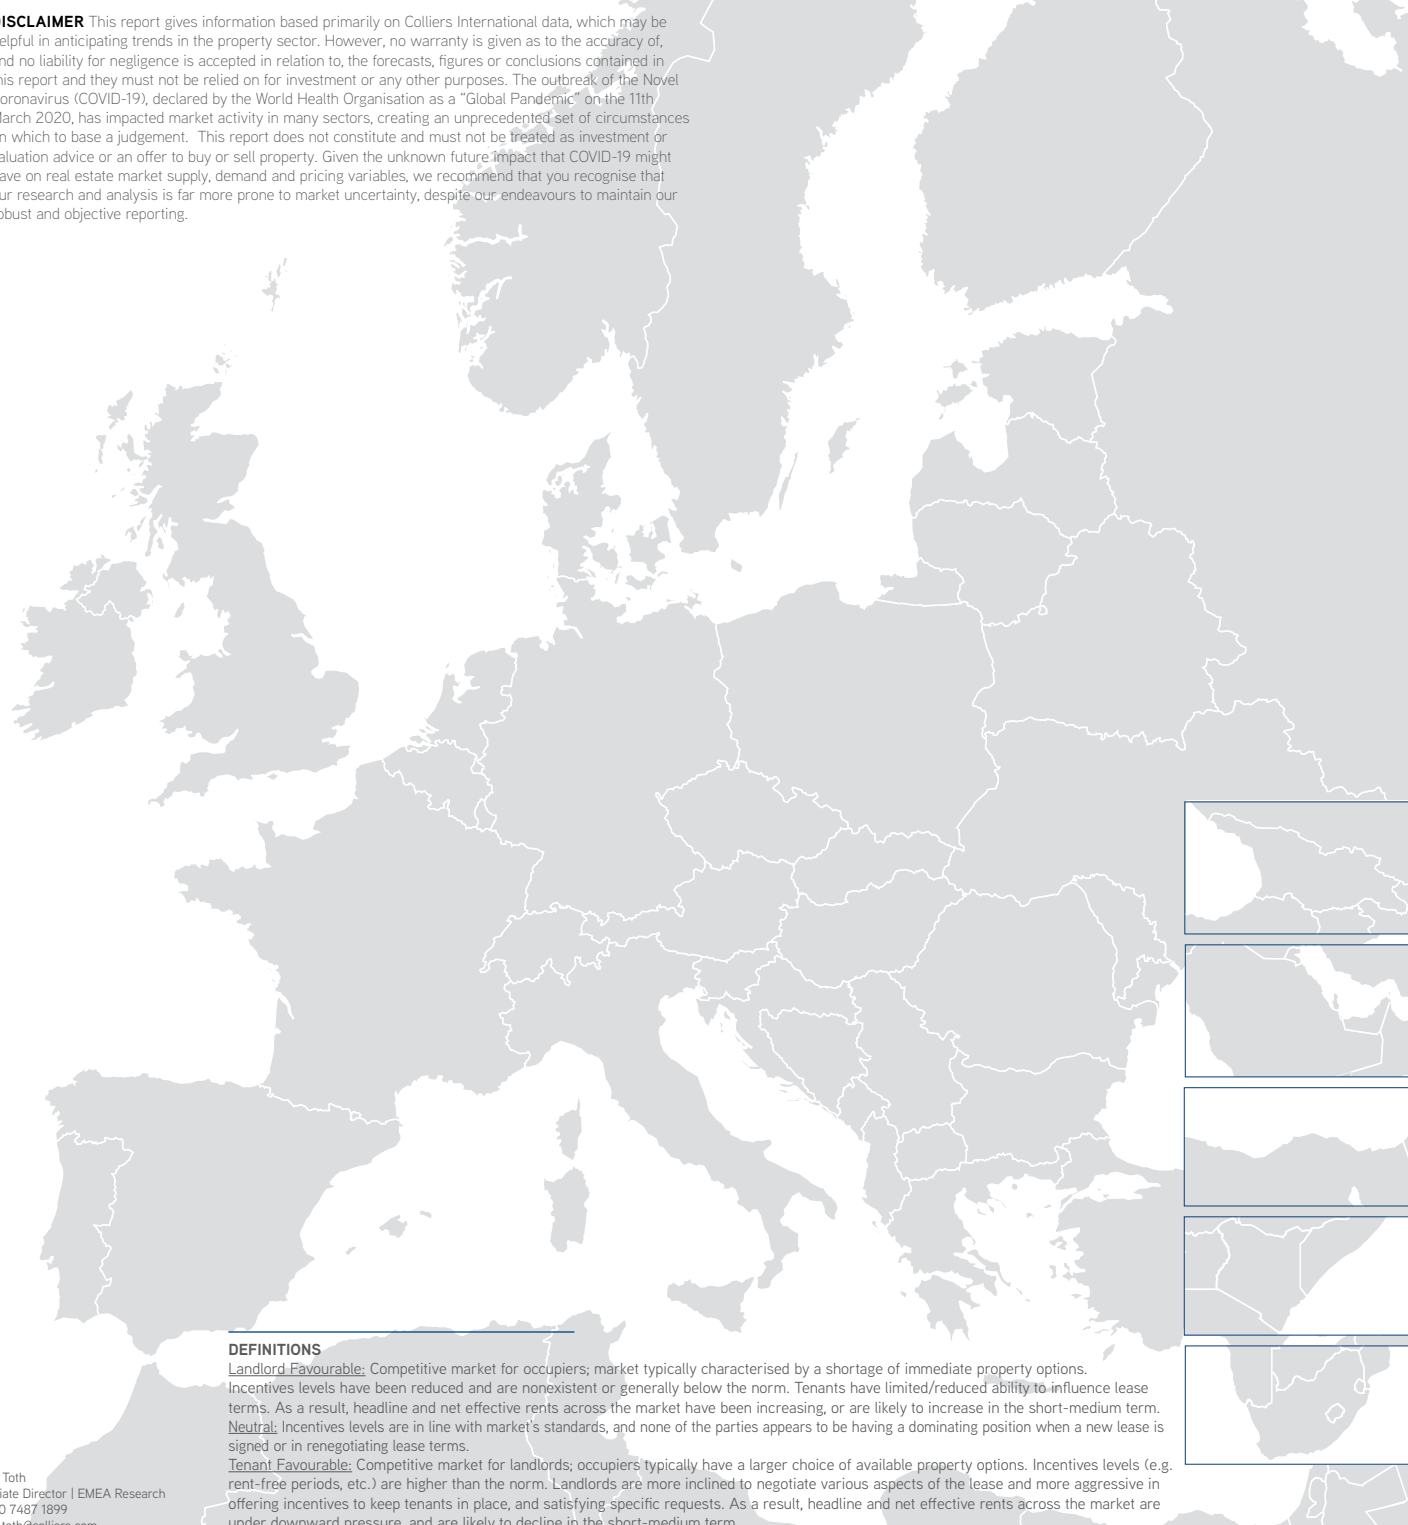 DISCLAIMER This report gives information based primarily on Colliers International data, which may be
elpful in anticipating trends in the property sector. However, no warranty is given as to the accuracy of,
nd no liability for negligence is accepted in relation to, the forecasts, figures or conclusions contained in
his report and they must not be relied on for investment or any other purposes. The outbreak of the Novel
oronavirus (COVID-19), declared by the World Health Organisation as a “Global Pandemic” on the 11th
March 2020, has impacted market activity in many sectors, creating an unprecedented set of circumstances
n which to base a judgement. This report does not constitute and must not be treated as investment or
aluation advice or an offer to buy or sell property. Given the unknown future impact that COVID-19 might
ave on real estate market supply, demand and pricing variables, we recommend that you recognise that
ur research and analysis is far more prone to market uncertainty, despite our endeavours to maintain our
obust and objective reporting.
DEFINITIONS
Landlord Favourable: Competitive market for occupiers; market typically characterised by a shortage of immediate property options.
Incentives levels have been reduced and are nonexistent or generally below the norm. Tenants have limited/reduced ability to influence lease
terms. As a result, headline and net effective rents across the market have been increasing, or are likely to increase in the short-medium term.
Neutral: Incentives levels are in line with market's standards, and none of the parties appears to be having a dominating position when a new lease is
signed or in renegotiating lease terms.
Tenant Favourable: Competitive market for landlords; occupiers typically have a larger choice of available property options. Incentives levels (e.g.
rent-free periods, etc.) are higher than the norm. Landlords are more inclined to negotiate various aspects of the lease and more aggressive in
offering incentives to keep tenants in place, and satisfying specific requests. As a result, headline and net effective rents across the market are
under downward pressure, and are likely to decline in the short-medium term.
Toth
iate Director | EMEA Research
0 7487 1899